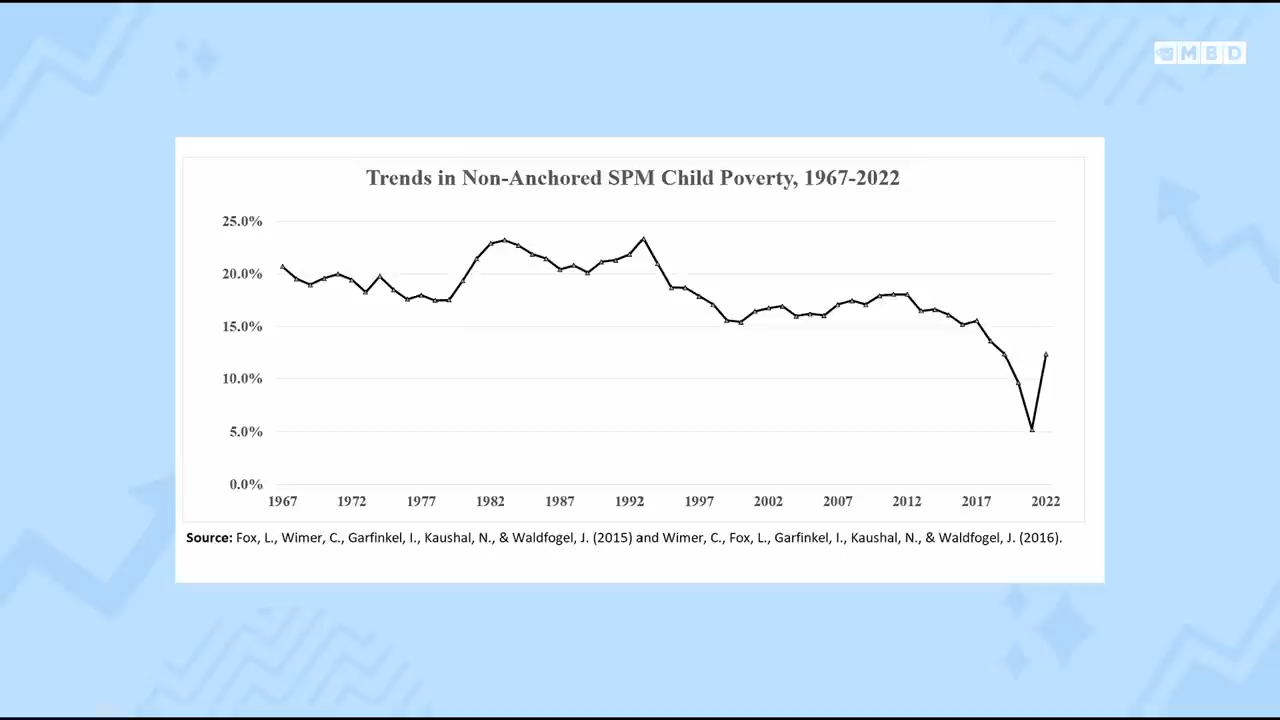 MBD
Trends in Non-Anchored SPM Child Poverty, 1967-2022
25.0%
20.0%
15.0%
10.0%
5.0%
0.0%
1967 1972 1977 1982 1987 1992 1997 2002 2007 2012 2017 2022
Source: Fox, L., Wimer, C., Garfinkel, I., Kaushal, N., & Waldfogel, J. (2015) and Wimer, C., Fox, L., Garfinkel, I., Kaushal, N., & Waldfogel, J. (2016).